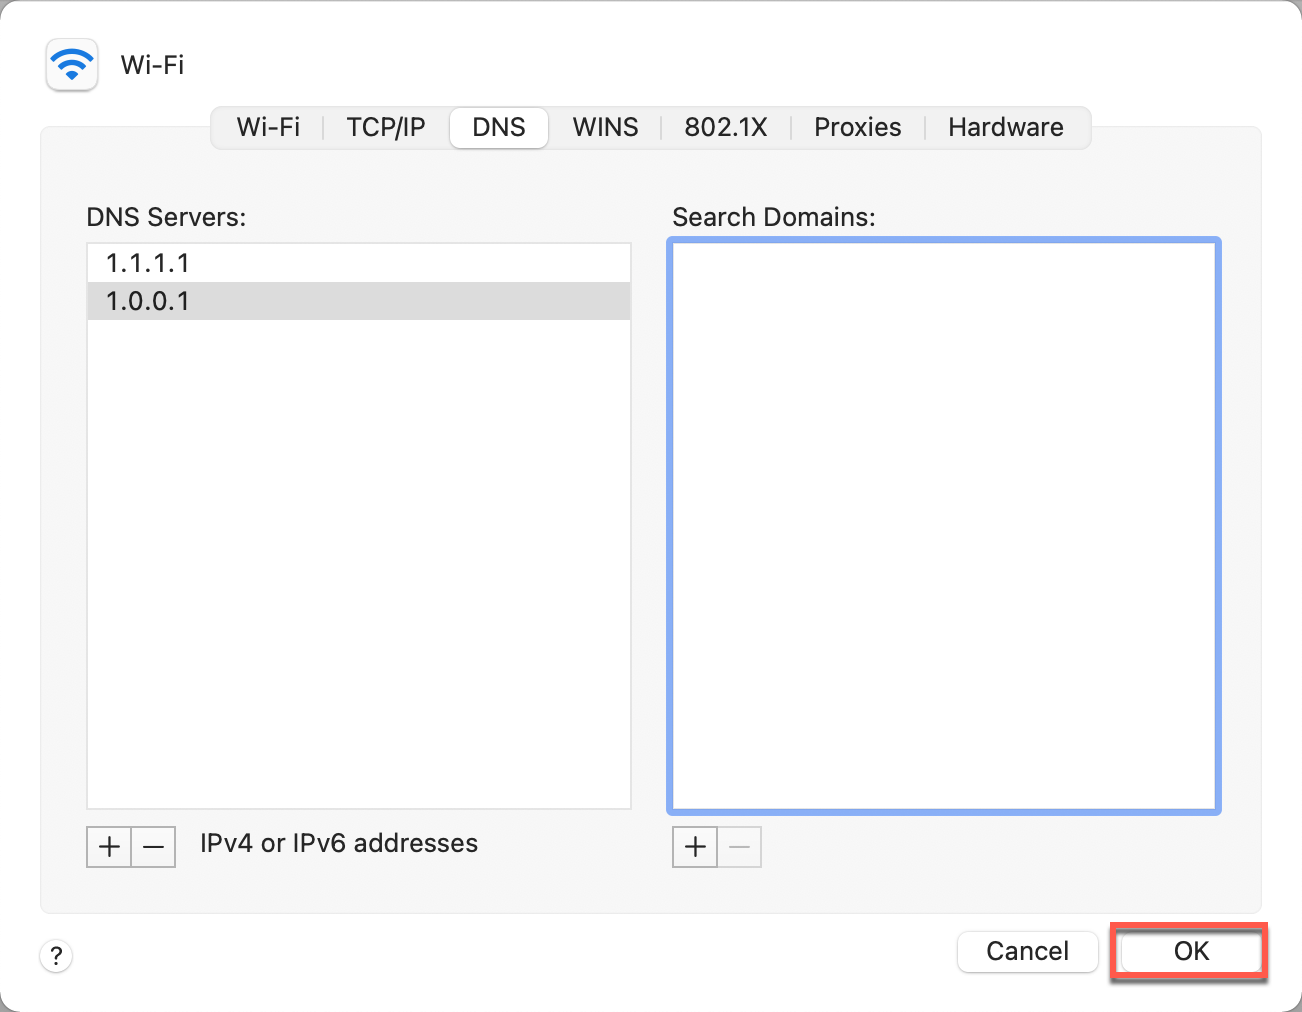 Wi-Fi
Wi-Fi TCP/IP DNS WINS 802.1X Proxies Hardware
DNS Servers:
1.1.1.1
1.0.0.1
IPv4 or IPv6 addresses
Search Domains:
?
Cancel
OK